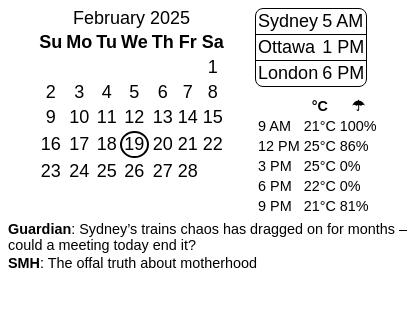 February 2025
Su Mo Tu We Th Fr Sa
1
2 3 4 5 6 7 8
9 10 11 12 13 14 15
16 17 18 19 20 21 22
23 24 25 26 27 28
Sydney 5 AM
Ottawa 1 PM
London 6 PM
°C ☂
9 AM 21°C 100%
12 PM 25°C 86%
3 PM 25°C 0%
6 PM 22°C 0%
9 PM 21°C 81%
Guardian: Sydney’s trains chaos has dragged on for months –
could a meeting today end it?
SMH: The offal truth about motherhood